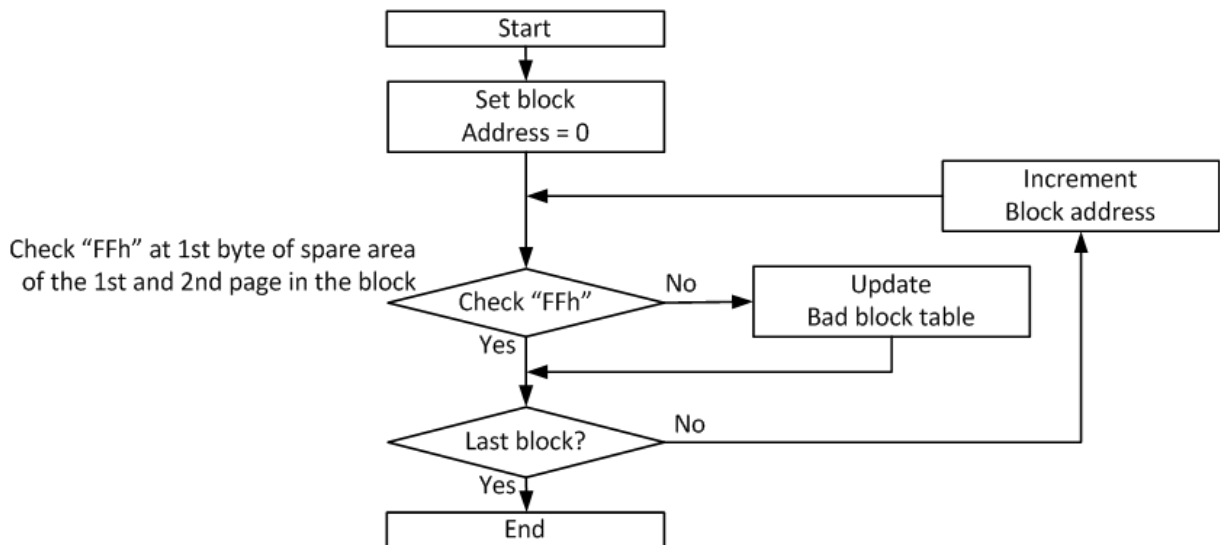 Start
Set block
Address = 0
Increment
Block address
Check “FFh” at 1st byte of spare area
of the 1st and 2nd page in the block
Check “FFh”
No
Update
Bad block table
Yes
Last block?
No
Yes
End